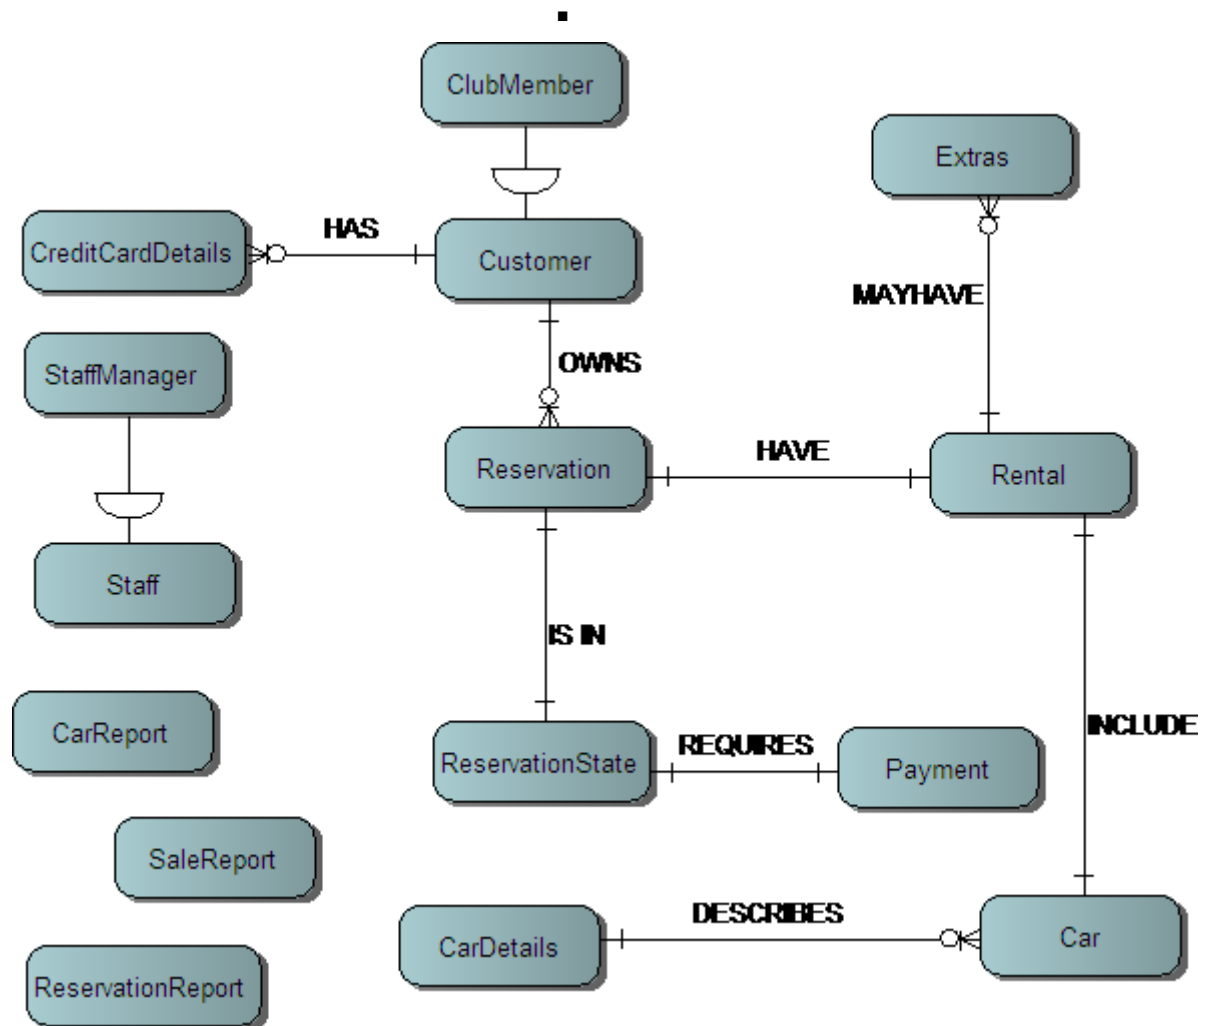 ClubMember
Extras
HAS
CreditCardDetails
Customer
MAYHAVE
StaffManager
OWNS
Reservation
HAVE
Rental
Staff
IS IN
CarReport
ReservationState
REQUIRES
Payment
INCLUDE
SaleReport
DESCRIBES
CarDetails
Car
ReservationReport